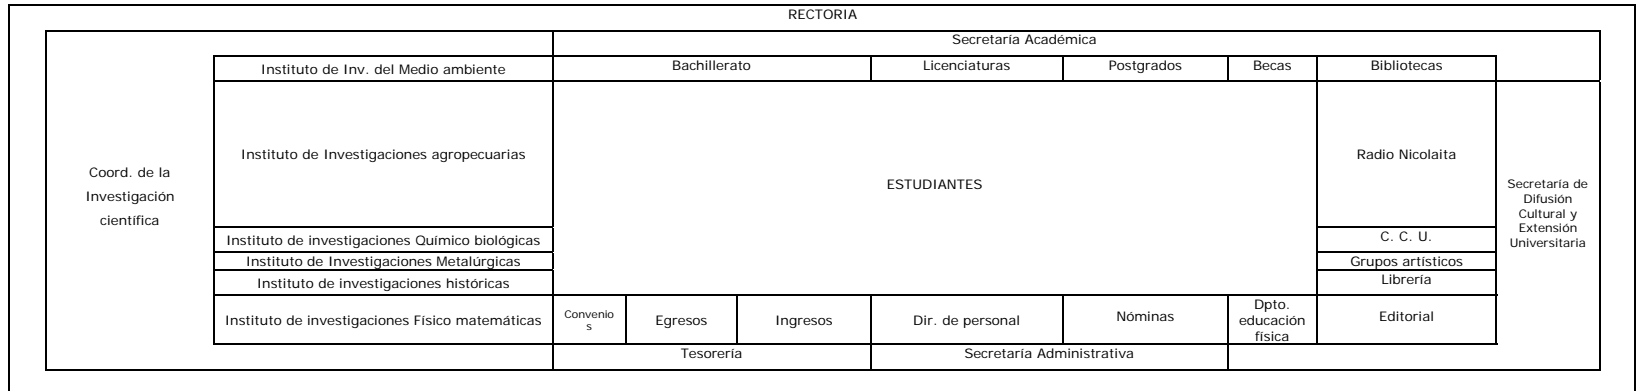 RECTORIA
Secretaría Académica
Instituto de Inv. del Medio ambiente
Bachillerato
Licenciaturas
Postgrados
Becas
Bibliotecas
Coord. de la
Investigación
científica
Instituto de Investigaciones agropecuarias
ESTUDIANTES
Radio Nicolaita
Secretaría de
Difusión
Cultural y
Extensión
Universitaria
Instituto de investigaciones Químico biológicas
C. C. U.
Instituto de Investigaciones Metalúrgicas
Grupos artísticos
Instituto de investigaciones históricas
Librería
Instituto de investigaciones Físico matemáticas
Convenio
s
Egresos
Ingresos
Dir. de personal
Nóminas
Dpto.
educación
física
Editorial
Tesorería
Secretaría Administrativa